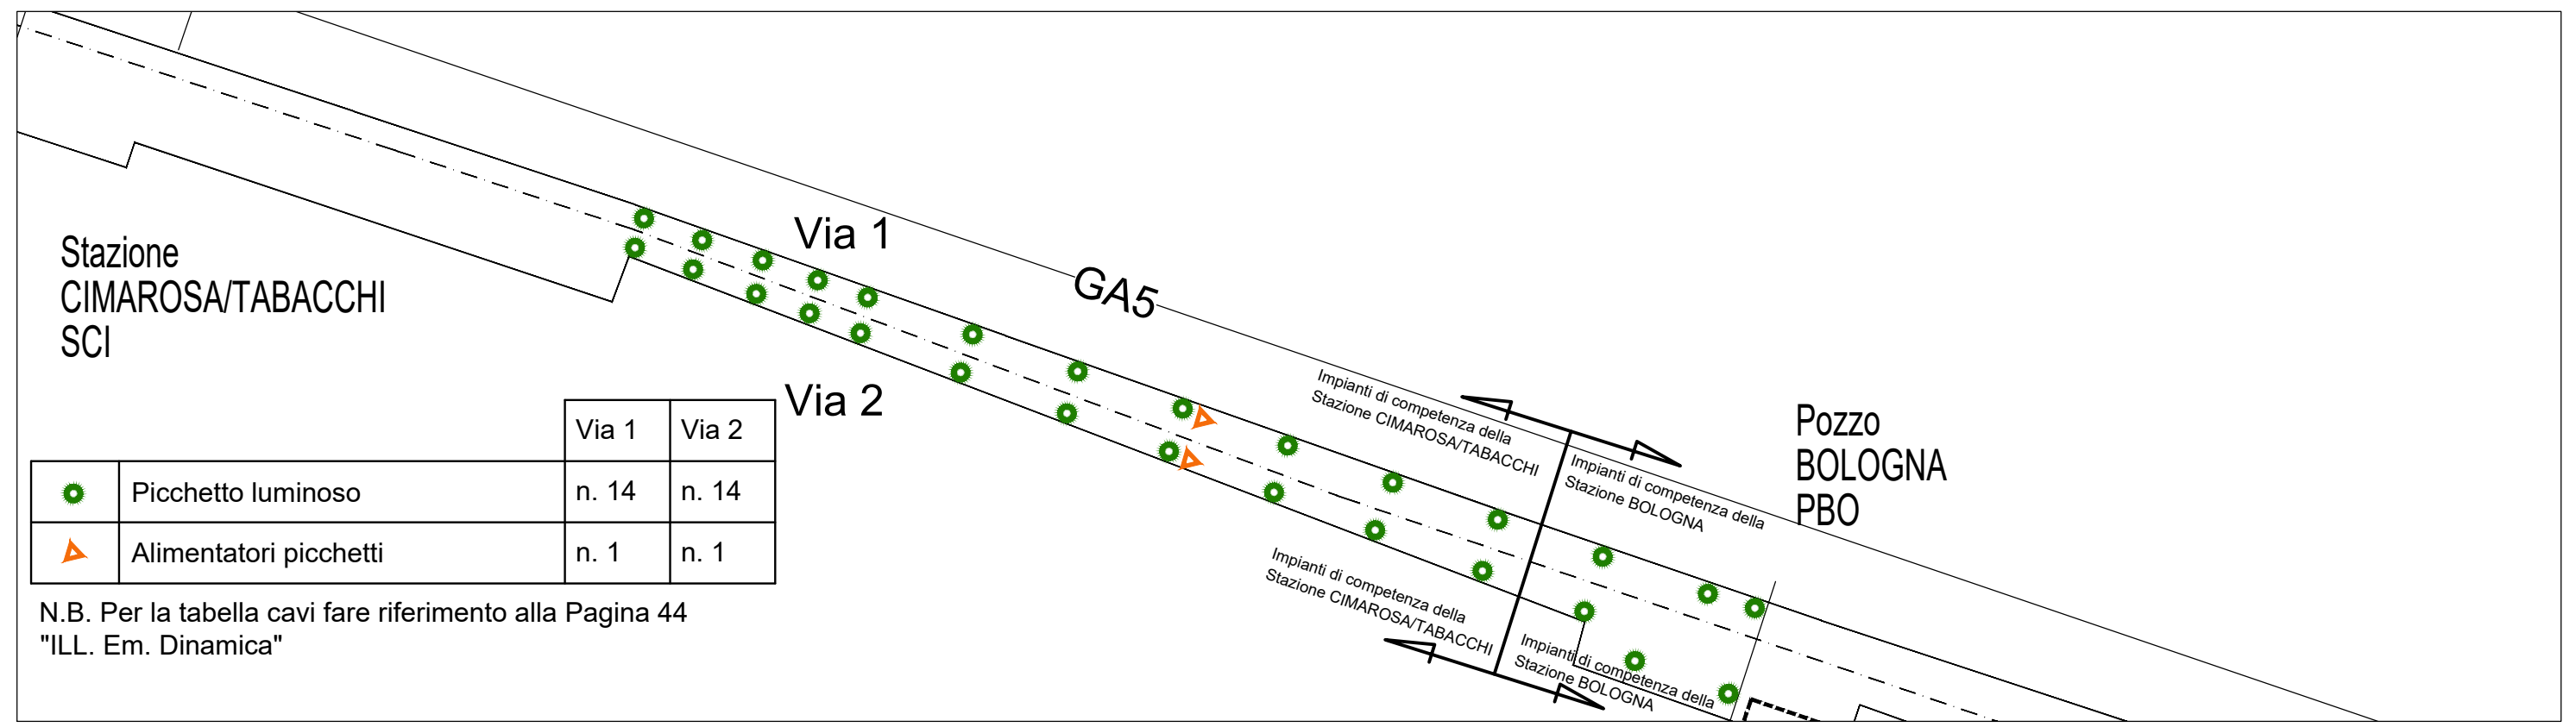 Via 1
GA5
Stazione
CIMAROSA/TABACCHI
SCI
Via 2
Impianti di competenza della
Stazione CIMAROSA/TABACCHI
Impianti di competenza della
Stazione BOLOGNA
Pozzo
BOLOGNA
PBO
Via 1 Via 2
Picchetto luminoso n. 14 n. 14
Alimentatori picchetti n. 1 n. 1
N.B. Per la tabella cavi fare riferimento alla Pagina 44
"ILL. Em. Dinamica"
Impianti di competenza della
Stazione CIMAROSA/TABACCHI
Impianti di competenza della
Stazione BOLOGNA